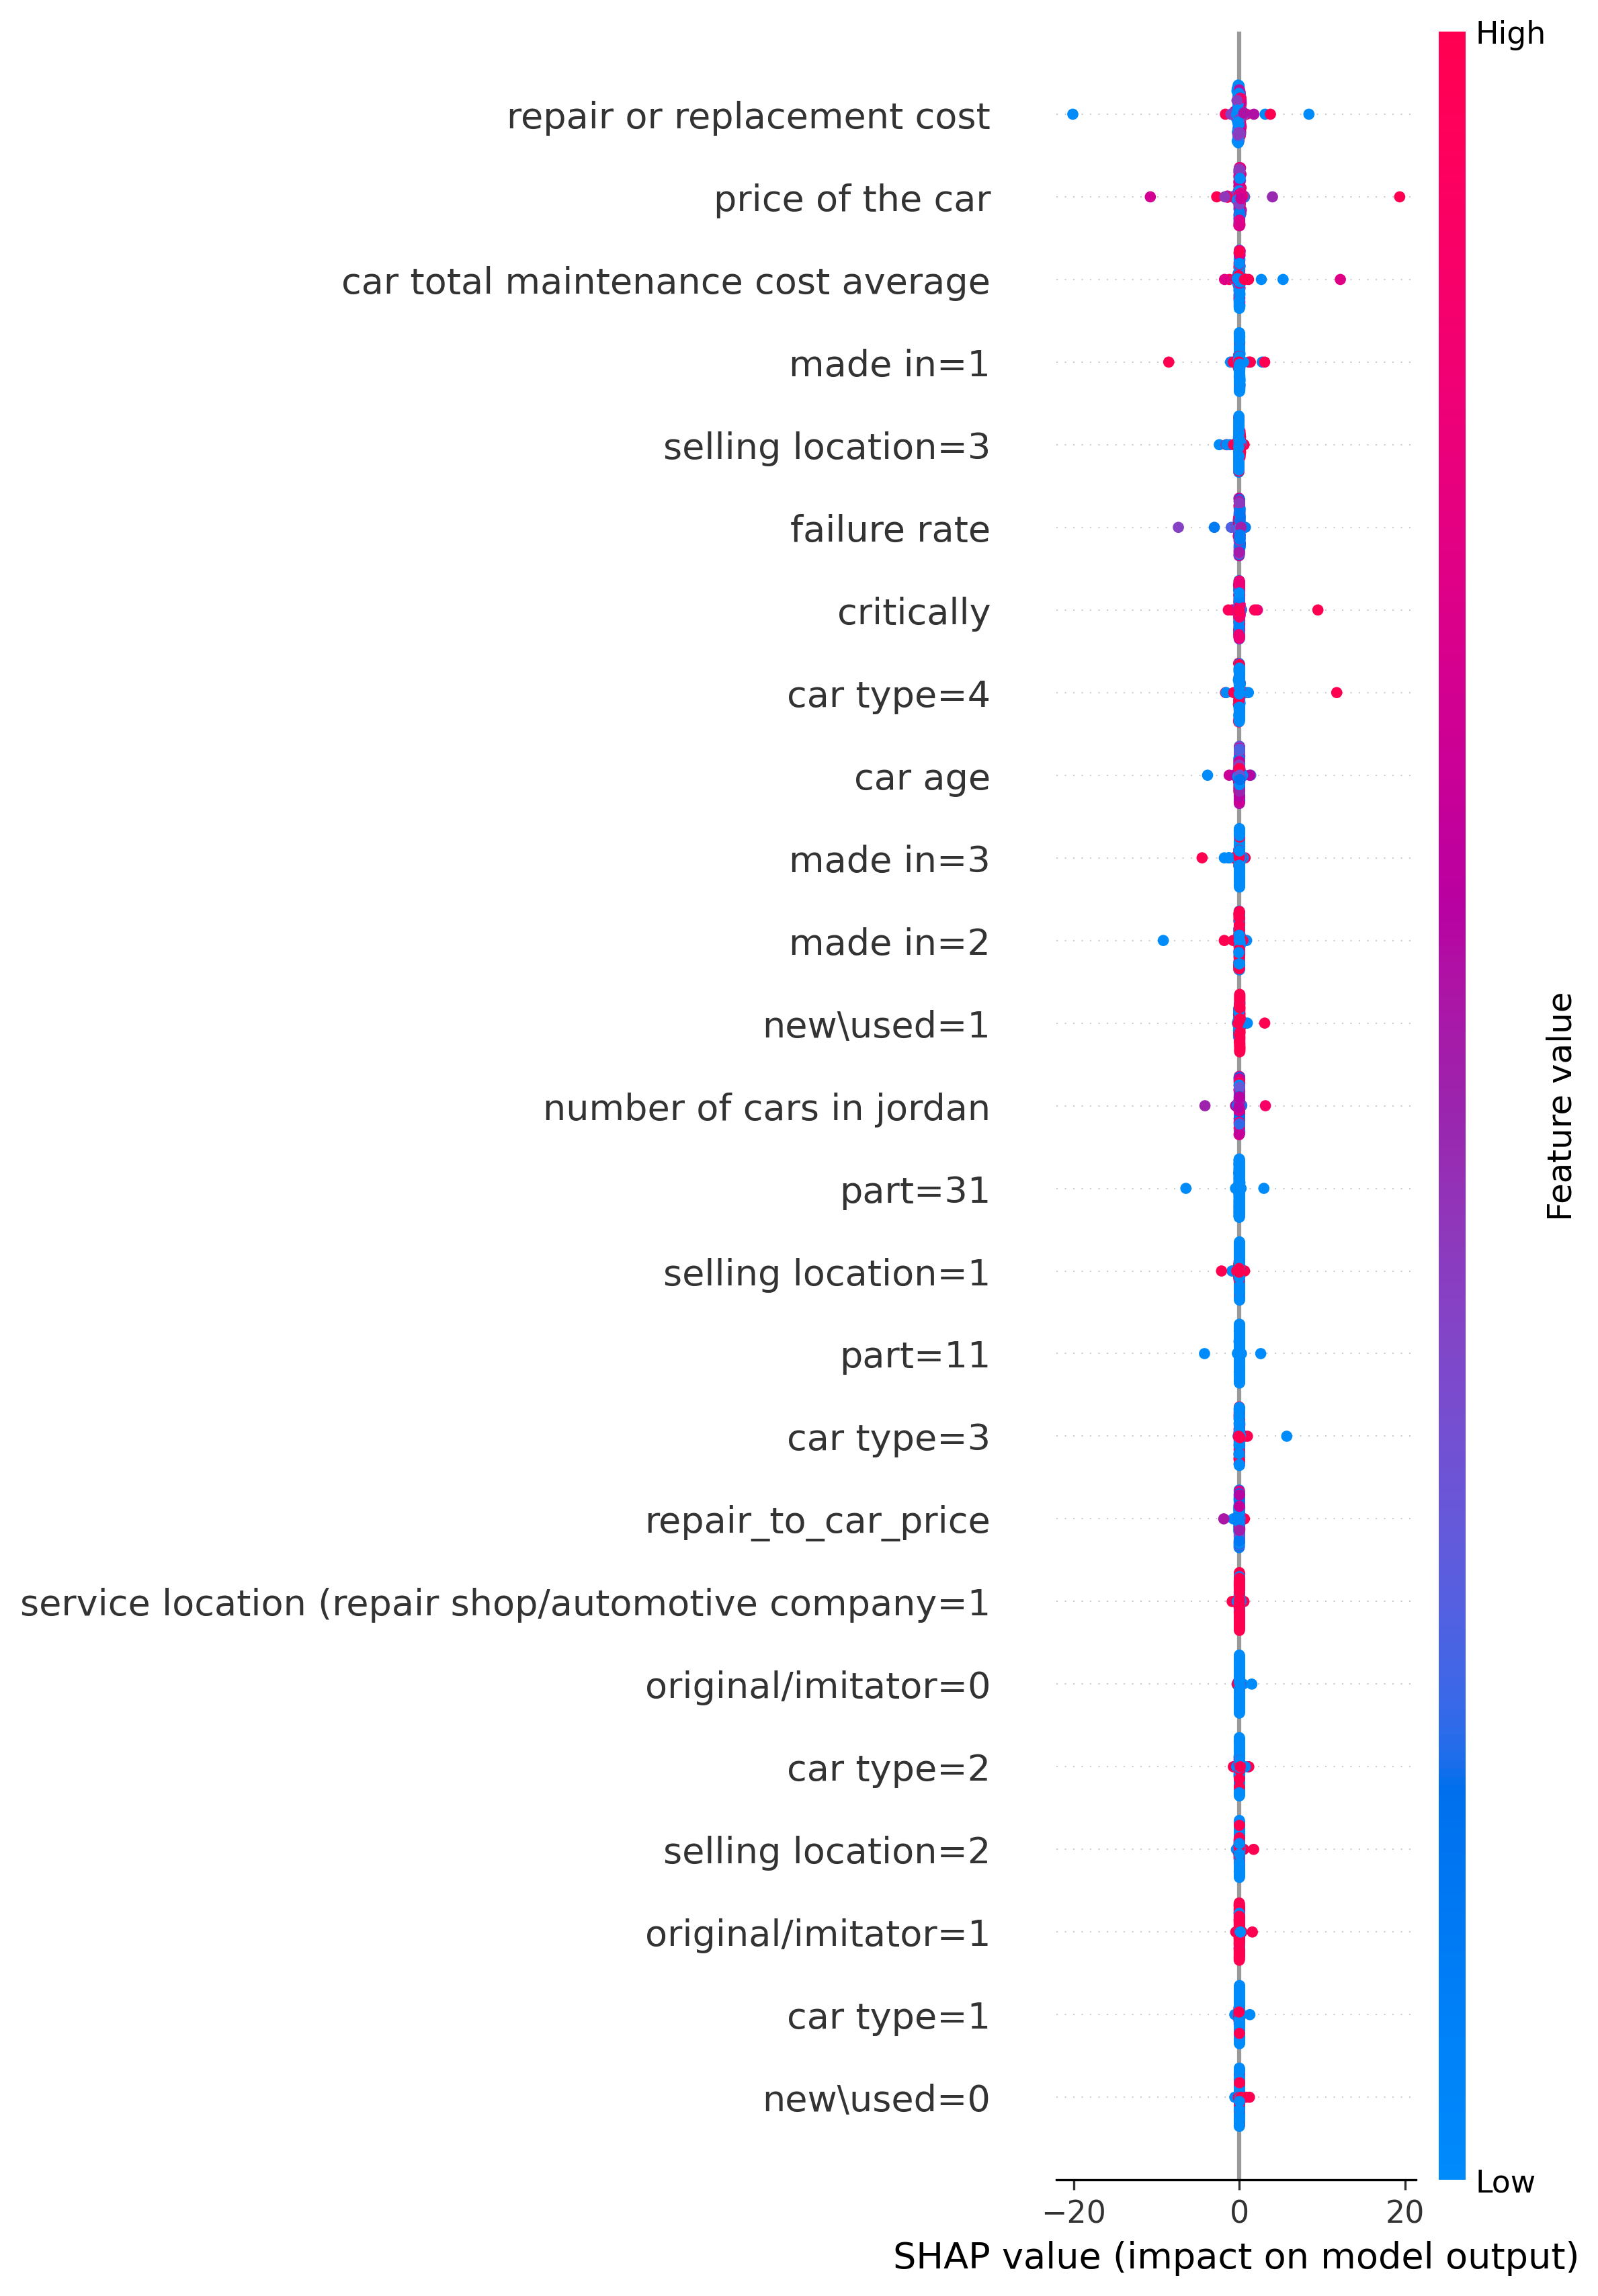 High
repair or replacement cost
price of the car
car total maintenance cost average
made in=1
selling location=3
failure rate
critically
car type=4
car age
made in=3
made in=2
new\used=1
number of cars in jordan
part=31
selling location=1
part=11
car type=3
repair_to_car_price
service location (repair shop/automotive company=1
original/imitator=0
car type=2
selling location=2
original/imitator=1
car type=1
new\used=0
Feature value
Low
−20 0 20
SHAP value (impact on model output)